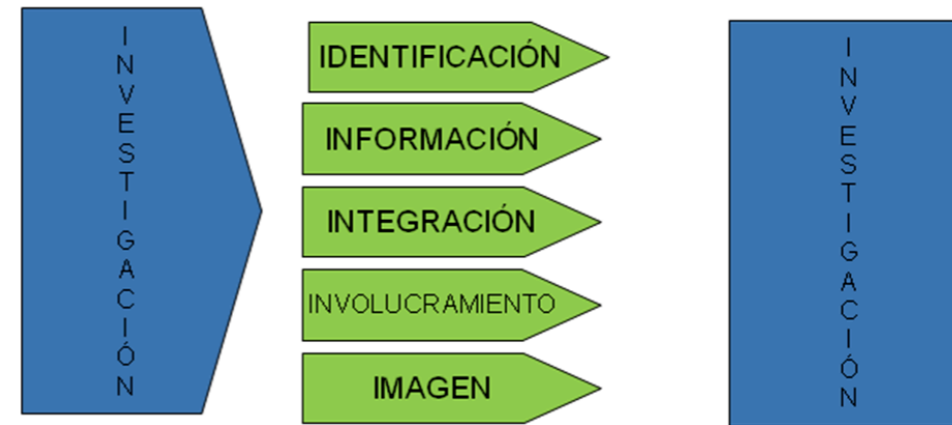 INVESTIGACIÓN
IDENTIFICACIÓN
INFORMACIÓN
INTEGRACIÓN
INVOLUCRAMIENTO
IMAGEN
INVESTIGACIÓN